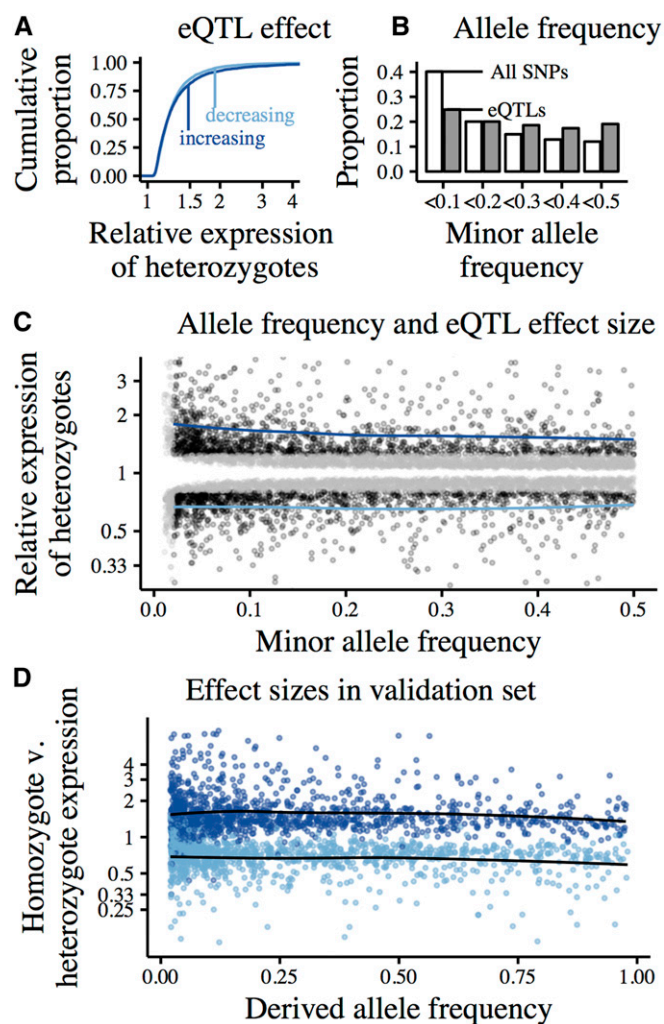 A
eQTL effect
Cumulative
proportion
1.00
0.75
0.50
0.25
0.00
decreasing
increasing
1 1.5 2 3 4
Relative expression
of heterozygotes
B
Allele frequency
Proportion
0.4
0.3
0.2
0.1
0.0
All SNPs
eQTLs
<0.1 <0.2 <0.3 <0.4 <0.5
Minor allele
frequency
C
Allele frequency and eQTL effect size
Relative expression
of heterozygotes
3
2
1
0.5
0.33
0.0 0.1 0.2 0.3 0.4 0.5
Minor allele frequency
D
Effect sizes in validation set
Homozygote v.
heterozygote expression
4
3
2
1
0.5
0.33
0.25
0.00 0.25 0.50 0.75 1.00
Derived allele frequency